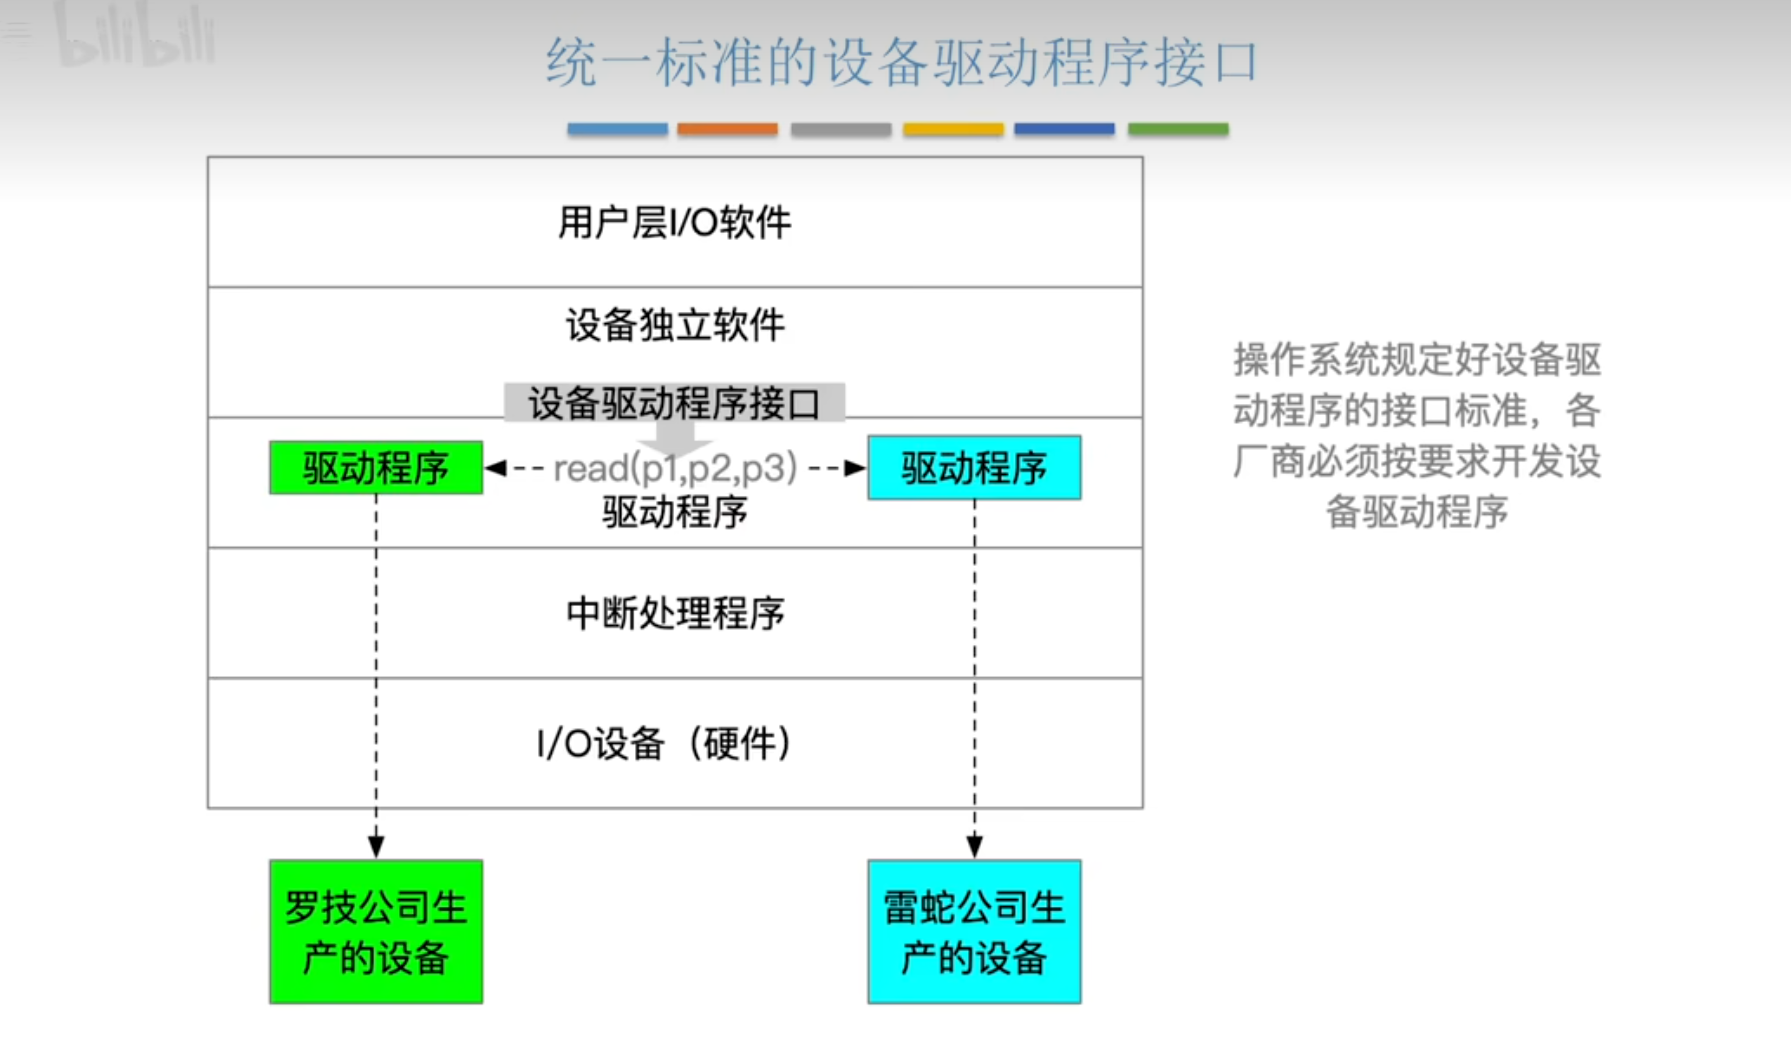 bilibili
统一标准的设备驱动程序接口
用户层I/O软件
设备独立软件
设备驱动程序接口
驱动程序
read(p1,p2,p3)
驱动程序
驱动程序
中断处理程序
I/O设备（硬件）
罗技公司生
产的设备
雷蛇公司生
产的设备
操作系统规定好设备驱
动程序的接口标准，各
厂商必须按要求开发设
备驱动程序